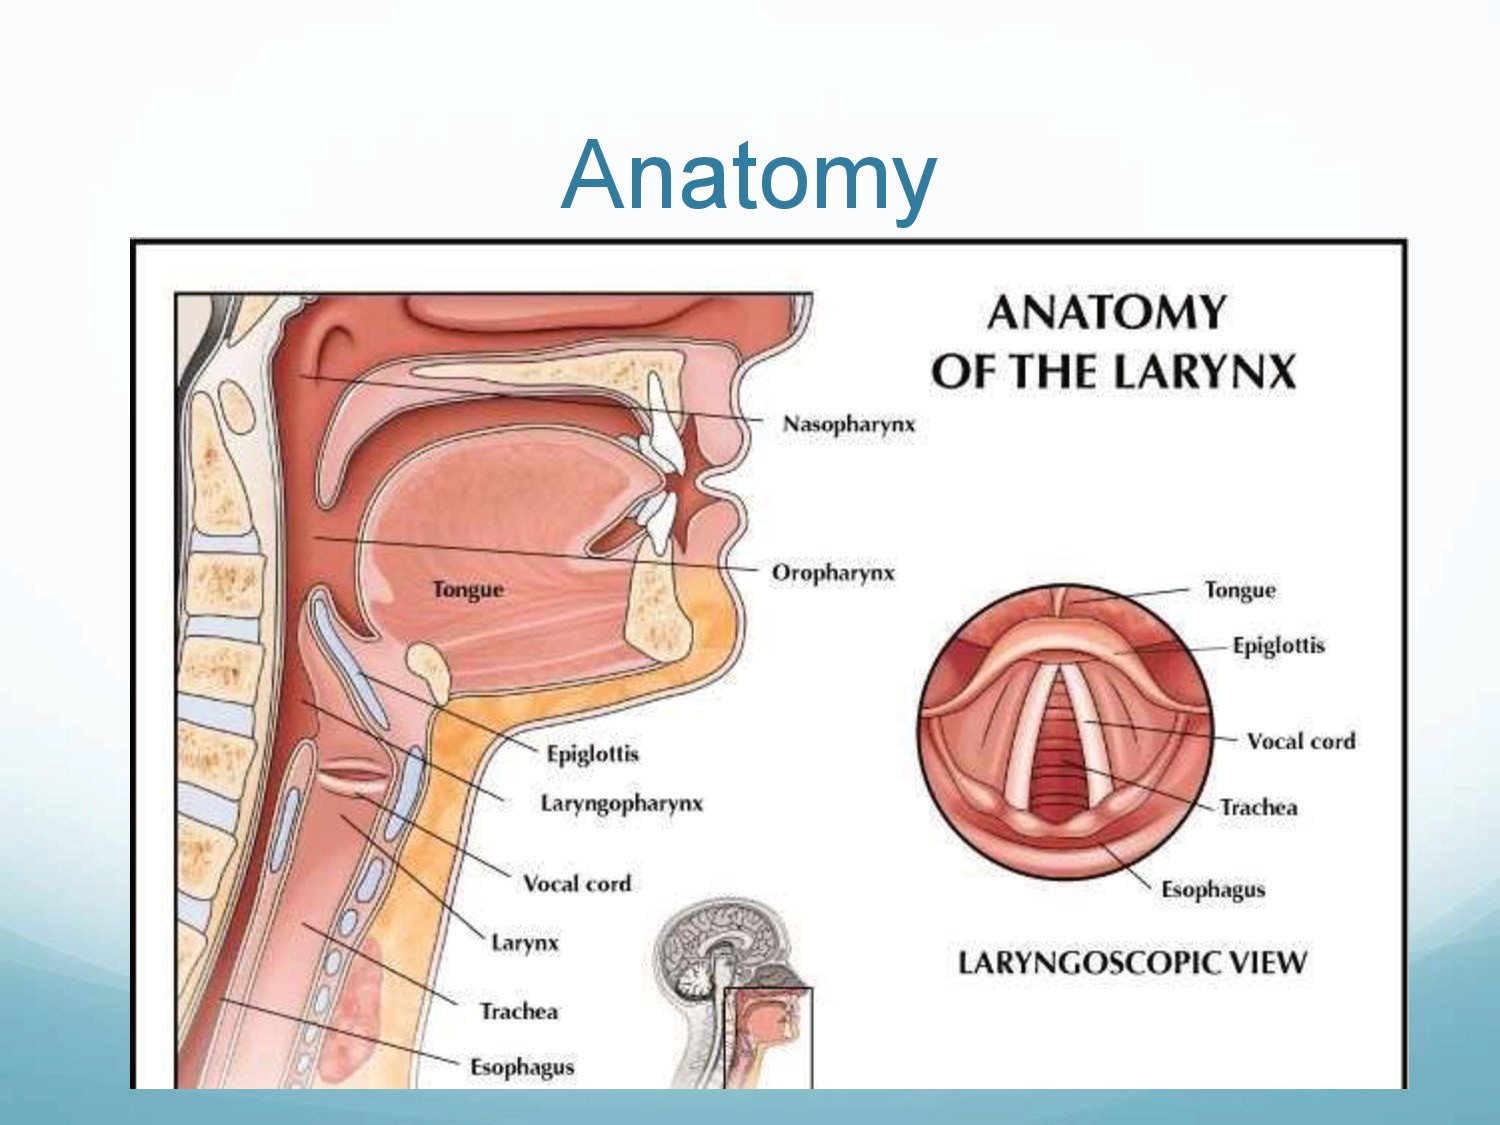 Anatomy
ANATOMY
OF THE LARYNX
Nasopharynx
Oropharynx
Tongue
Epiglottis
Laryngopharynx
Vocal cord
Larynx
Trachea
Esophagus
Tongue
Epiglottis
Vocal cord
Trachea
Esophagus
LARYNGOSCOPIC VIEW